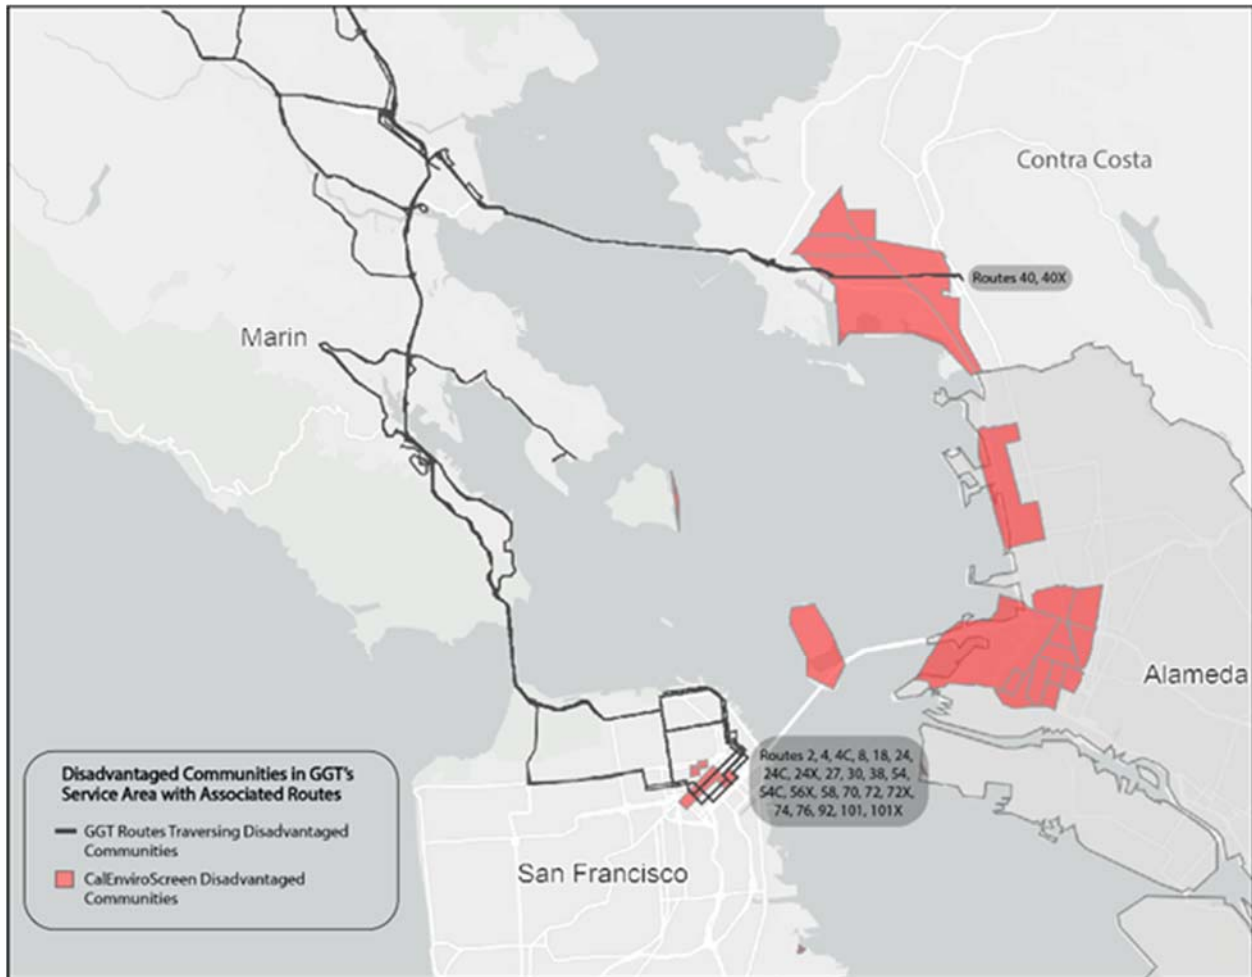 Contra Costa
Routes 40, 40X
Marin
Alameda
Routes 2, 4, 4C, 8, 18, 24,
24C, 24X, 27, 30, 38, 54,
54C, 56X, 58, 70, 72, 72X,
74, 76, 92, 101, 101X
San Francisco
Disadvantaged Communities in GGT's
Service Area with Associated Routes
GGT Routes Traversing Disadvantaged
Communities
CalEnviroScreen Disadvantaged
Communities